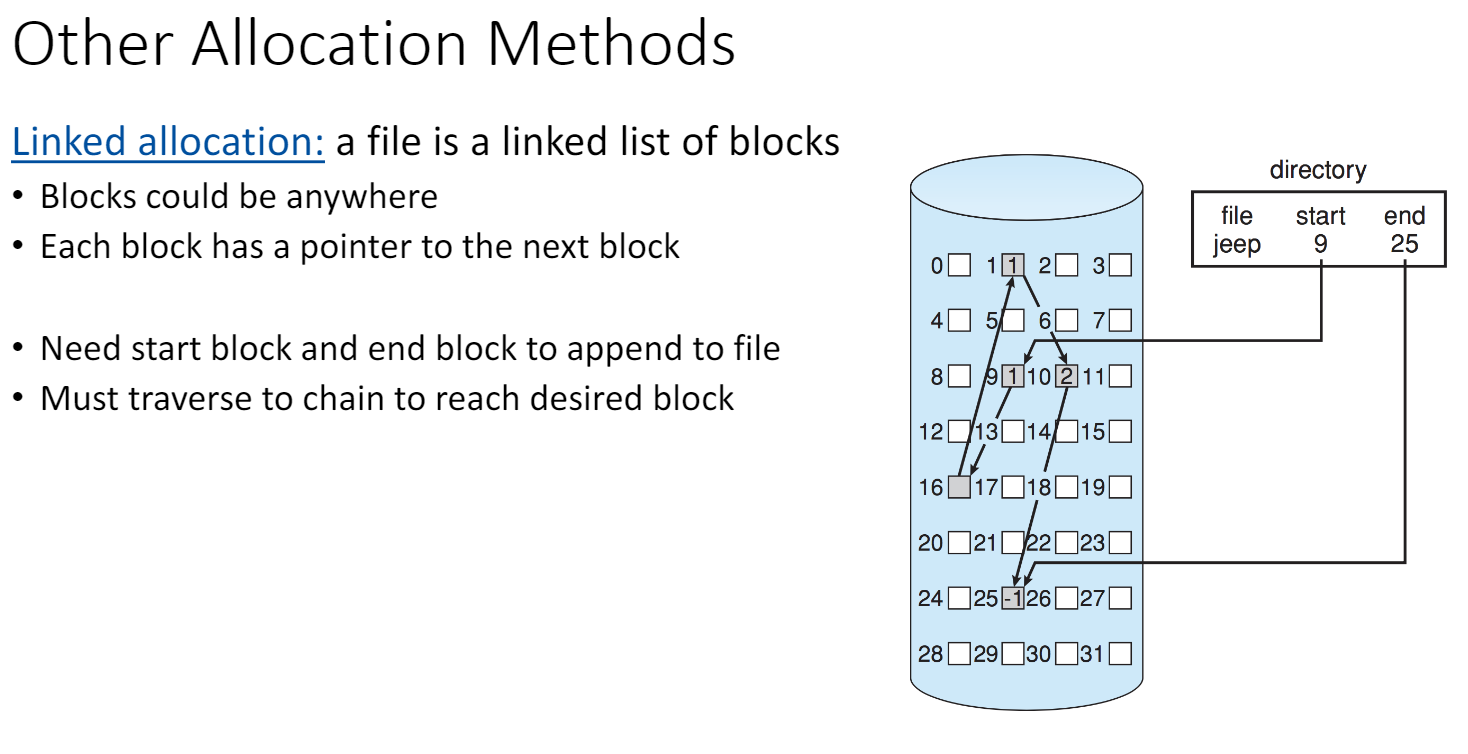 Other Allocation Methods
Linked allocation: a file is a linked list of blocks
• Blocks could be anywhere
• Each block has a pointer to the next block
• Need start block and end block to append to file
• Must traverse to chain to reach desired block
directory
file start end
jeep 9 25
0 1 1 2 3
4 5 6 7
8 9 1 10 2 11
12 13 14 15
16 17 18 19
20 21 22 23
24 25 -1 26 27
28 29 30 31